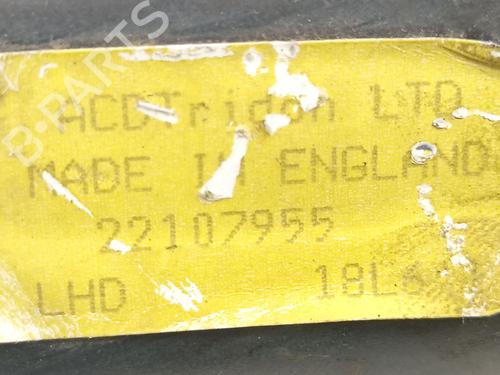 ACDTridon LTD
MADE IN ENGLAND
22107955
LHD
B-PARTS